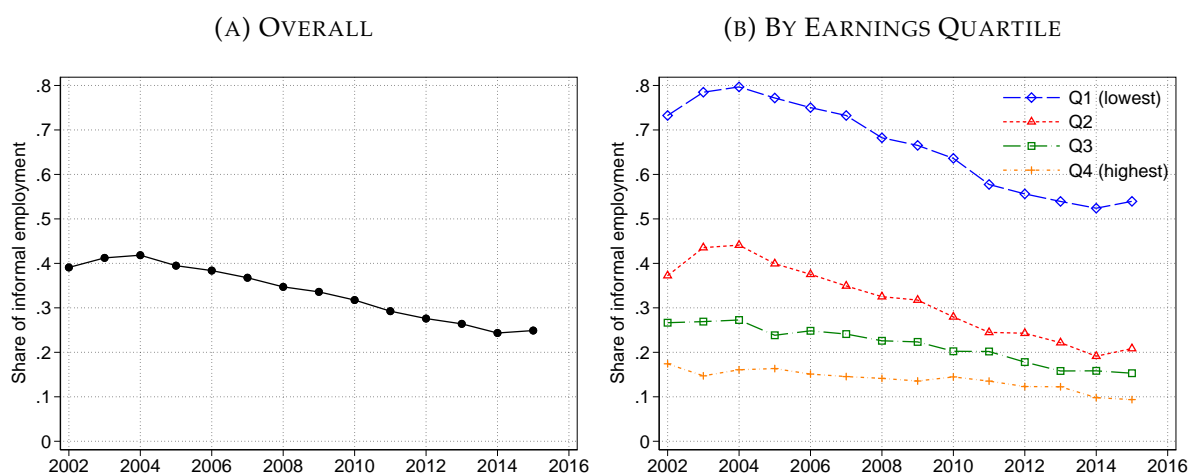 (A) OVERALL
Share of informal employment
.8
.7
.6
.5
.4
.3
.2
.1
0
2002 2004 2006 2008 2010 2012 2014 2016
(B) BY EARNINGS QUARTILE
Share of informal employment
.8
.7
.6
.5
.4
.3
.2
.1
0
2002 2004 2006 2008 2010 2012 2014 2016
Q1 (lowest)
Q2
Q3
Q4 (highest)